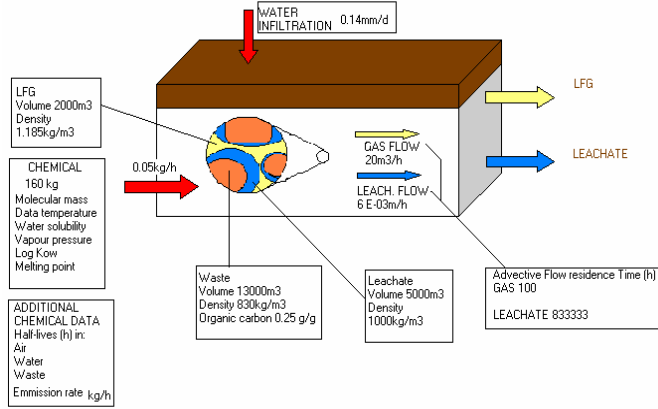 WATER
INFILTRATION 0.14mm/d
LFG
Volume 2000m3
Density
1.185kg/m3
LFG
CHEMICAL
160 kg
Molecular mass
Data temperature
Water solubility
Vapour pressure
Log Kow
Melting point
0.05kg/h
GAS FLOW
20m3/h
LEACH. FLOW
6 E-03m/h
LEACHATE
Waste
Volume 13000m3
Density 830kg/m3
Organic carbon 0.25 g/g
Leachate
Volume 5000m3
Density
1000kg/m3
Advective Flow residence Time (h)
GAS 100
LEACHATE 833333
ADDITIONAL
CHEMICAL DATA
Half-lives (h) in:
Air
Water
Waste
Emmission rate kg/h